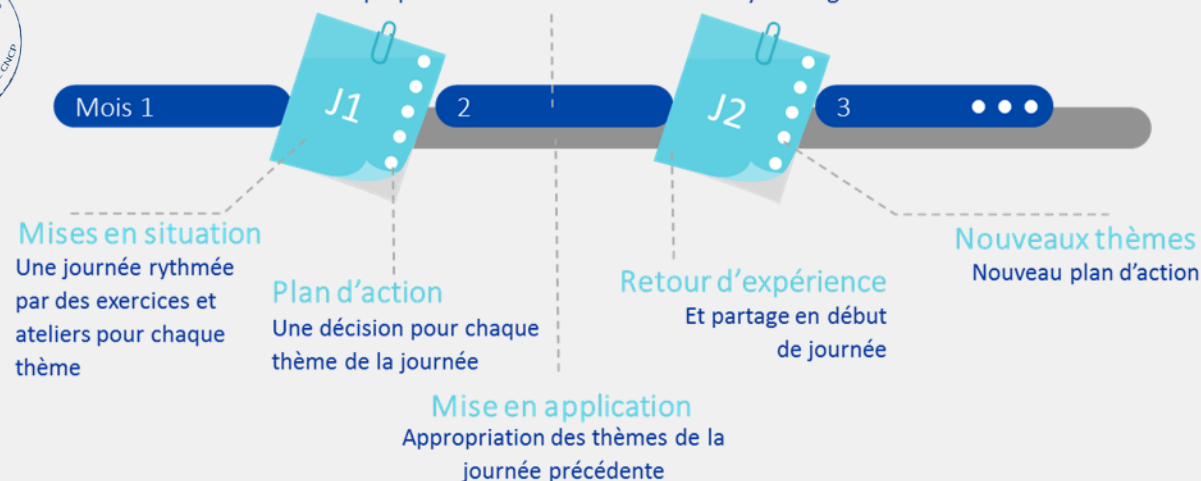 CNCP
Mois 1
J1
2
J2
3
Mises en situation
Une journée rythmée
par des exercices et
ateliers pour chaque
thème
Plan d’action
Une décision pour chaque
thème de la journée
Mise en application
Appropriation des thèmes de la
journée précédente
Retour d’expérience
Et partage en début
de journée
Nouveaux thèmes
Nouveau plan d’action